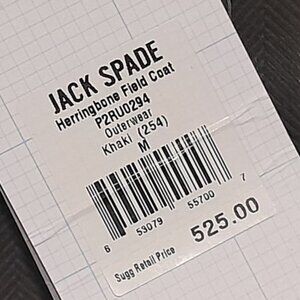 JACK SPADE
Herringbone Field Coat
P2RU0294
Outerwear
Khaki (254)
M
6 53079 55700 7
Sugg Retail Price 525.00